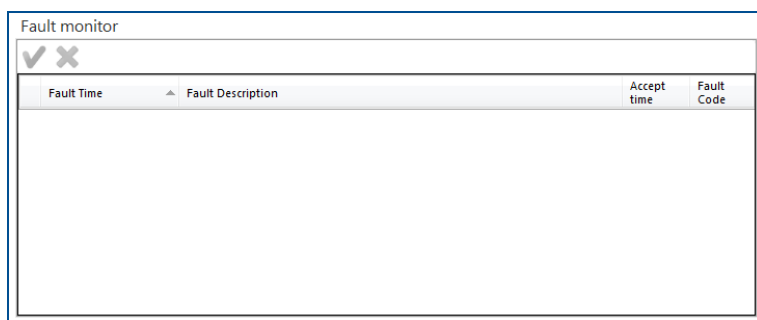 Fault monitor
Fault Time
Fault Description
Accept
time
Fault
Code